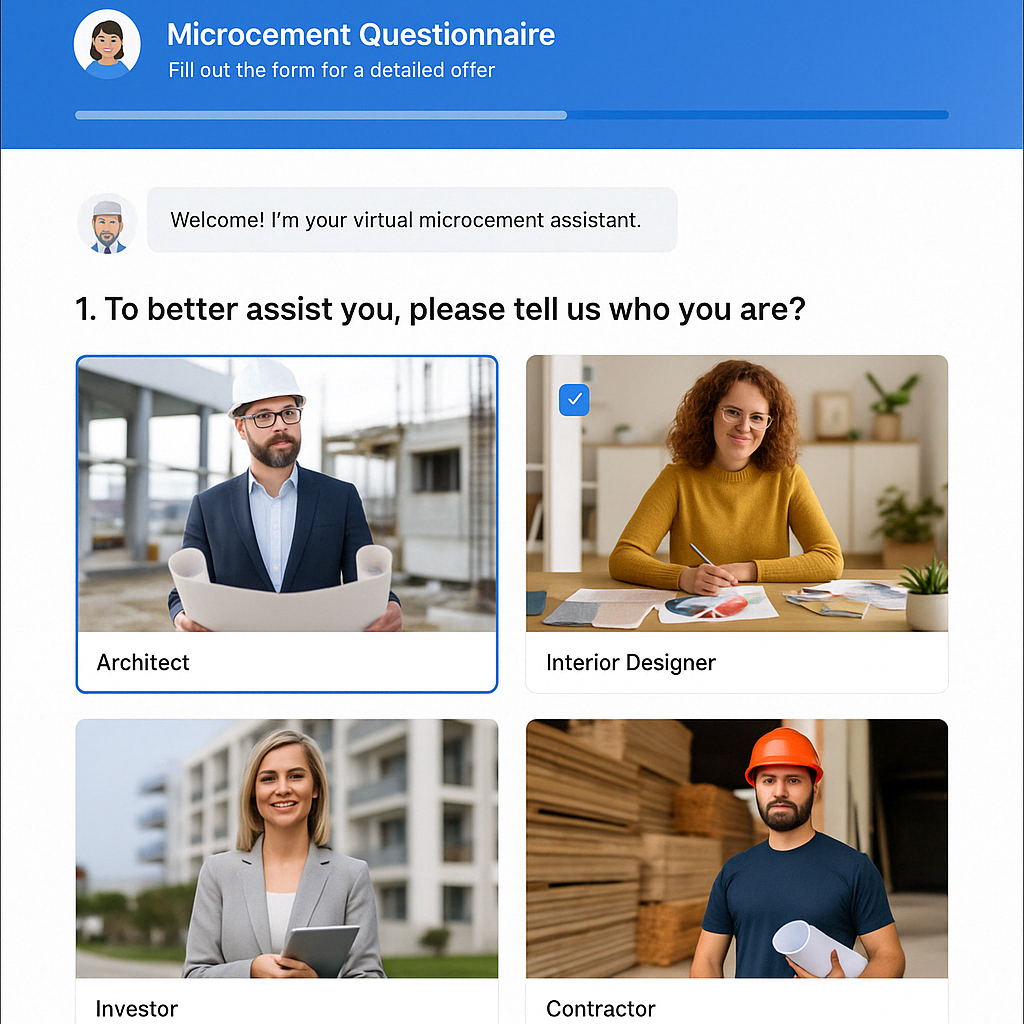 Microcement Questionnaire
Fill out the form for a detailed offer
Welcome! I'm your virtual microcement assistant.
1. To better assist you, please tell us who you are?
Architect
Interior Designer
Investor
Contractor